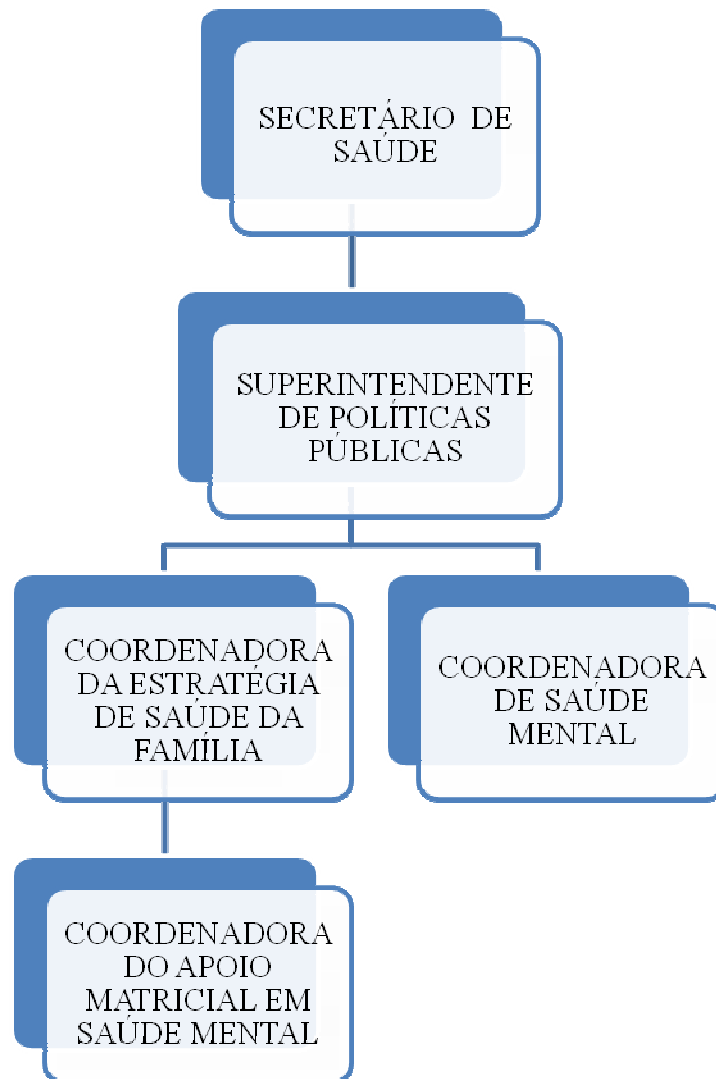 SECRETÁRIO DE
SAÚDE
SUPERINTENDENTE
DE POLÍTICAS
PÚBLICAS
COORDENADORA
DA ESTRATÉGIA
DE SAÚDE DA
FAMÍLIA
COORDENADORA
DE SAÚDE
MENTAL
COORDENADORA
DO APOIO
MATRICIAL EM
SAÚDE MENTAL